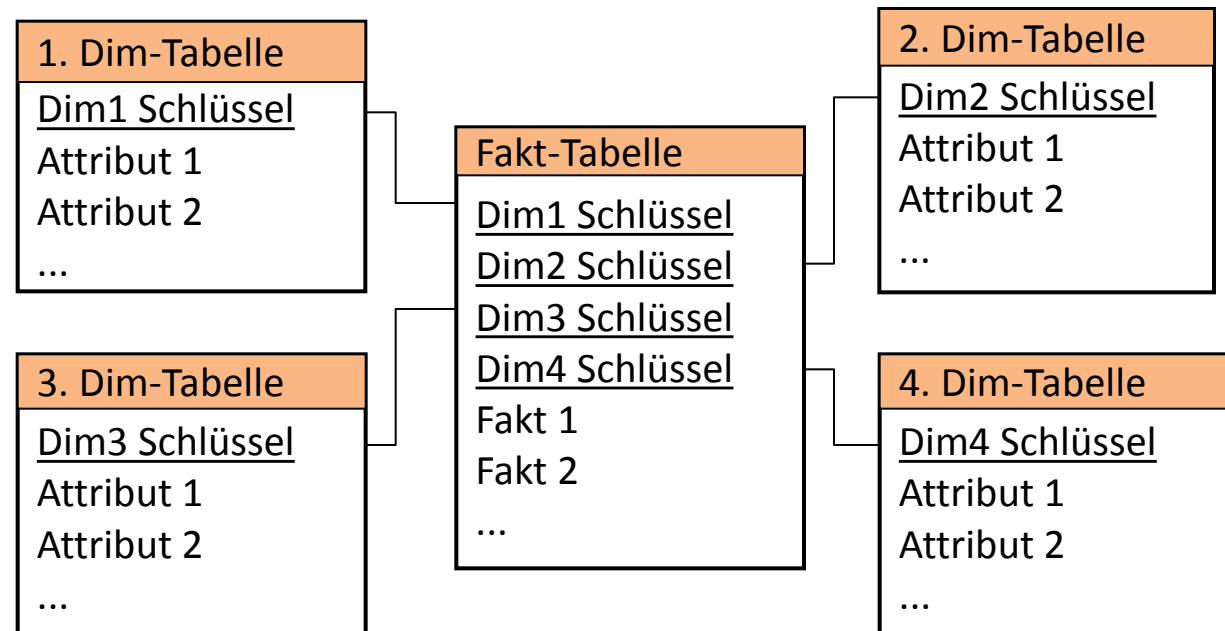 1. Dim-Tabelle
Dim1 Schlüssel
Attribut 1
Attribut 2
...
Fakt-Tabelle
Dim1 Schlüssel
Dim2 Schlüssel
Dim3 Schlüssel
Dim4 Schlüssel
Fakt 1
Fakt 2
...
2. Dim-Tabelle
Dim2 Schlüssel
Attribut 1
Attribut 2
...
3. Dim-Tabelle
Dim3 Schlüssel
Attribut 1
Attribut 2
...
4. Dim-Tabelle
Dim4 Schlüssel
Attribut 1
Attribut 2
...